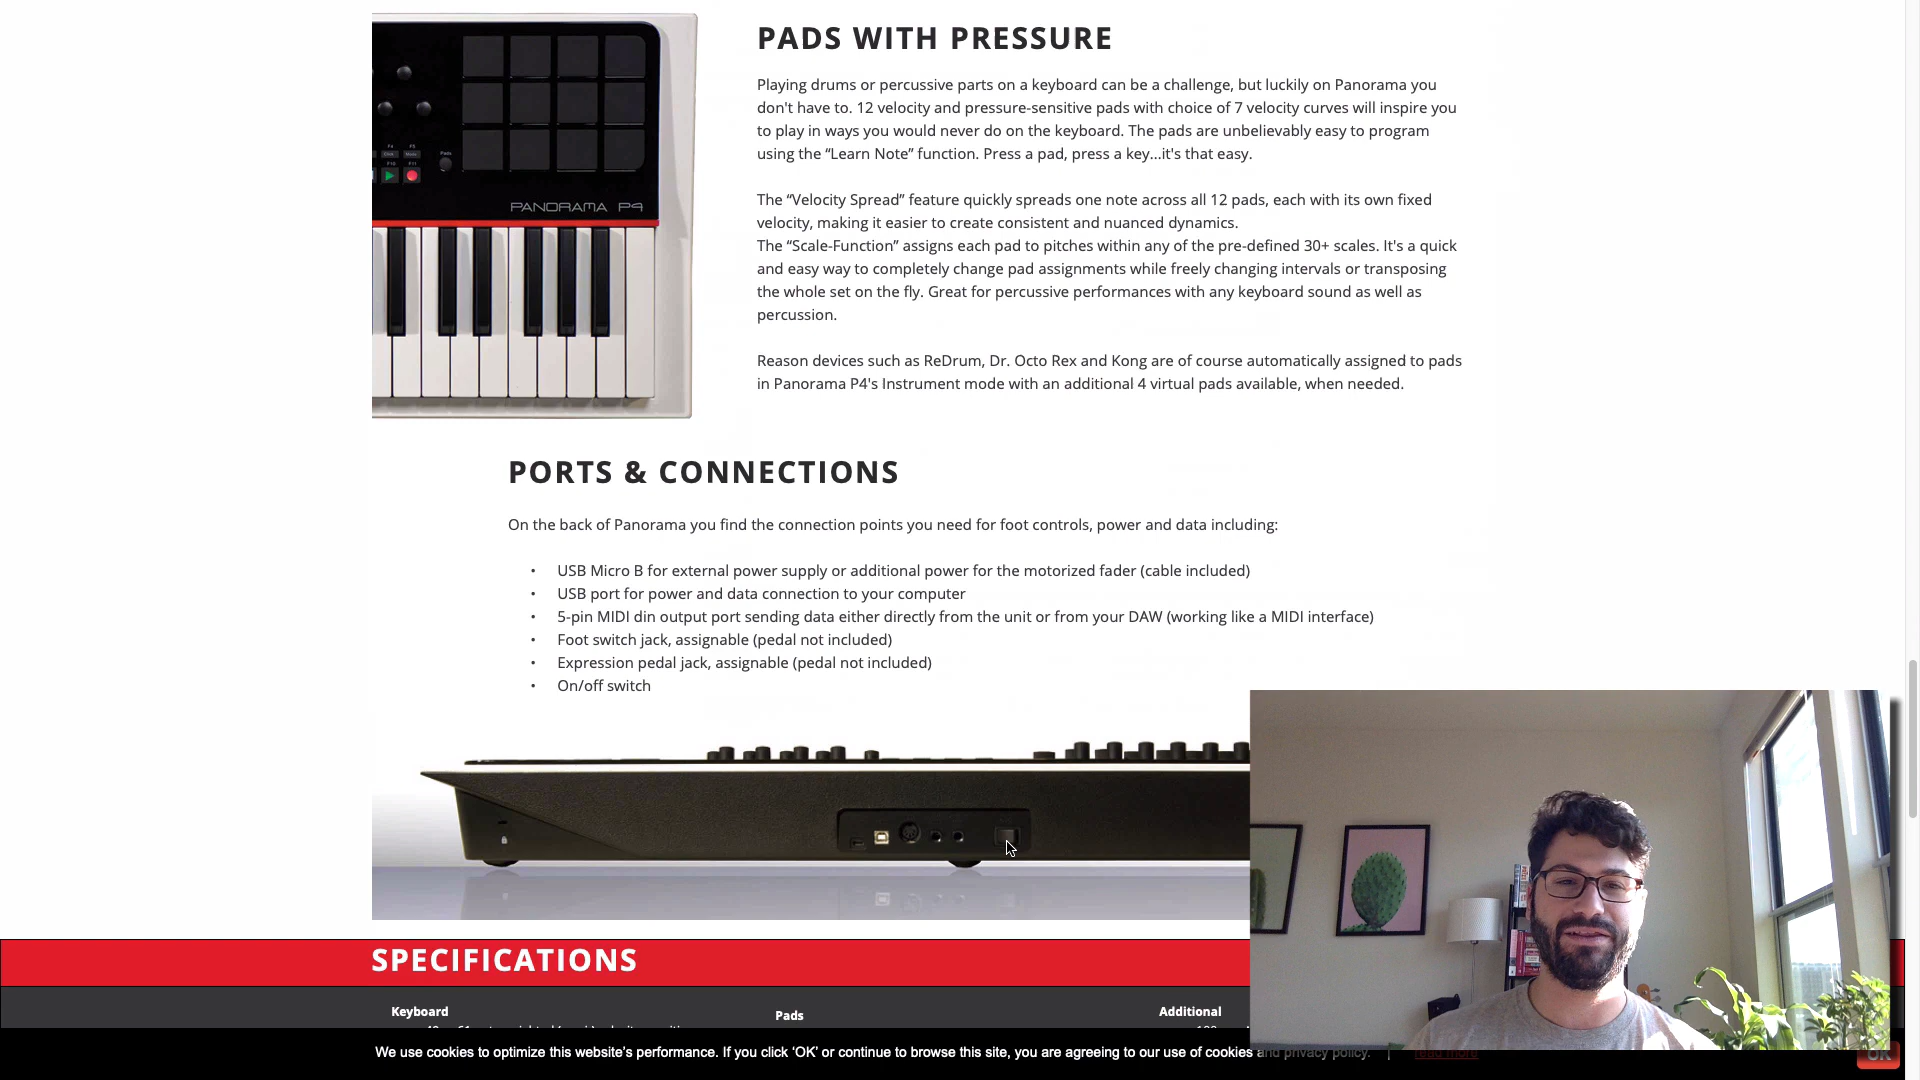 PADS WITH PRESSURE
Playing drums or percussive parts on a keyboard can be a challenge, but luckily on Panorama you
don't have to. 12 velocity and pressure-sensitive pads with choice of 7 velocity curves will inspire you
to play in ways you would never do on the keyboard. The pads are unbelievably easy to program
using the “Learn Note” function. Press a pad, press a key...it's that easy.
The “Velocity Spread” feature quickly spreads one note across all 12 pads, each with its own fixed
velocity, making it easier to create consistent and nuanced dynamics.
The “Scale-Function” assigns each pad to pitches within any of the pre-defined 30+ scales. It's a quick
and easy way to completely change pad assignments while freely changing intervals or transposing
the whole set on the fly. Great for percussive performances with any keyboard sound as well as
percussion.
Reason devices such as ReDrum, Dr. Octo Rex and Kong are of course automatically assigned to pads
in Panorama P4's Instrument mode with an additional 4 virtual pads available, when needed.
Pads
PANORAMA P4
PORTS & CONNECTIONS
On the back of Panorama you find the connection points you need for foot controls, power and data including:
• USB Micro B for external power supply or additional power for the motorized fader (cable included)
• USB port for power and data connection to your computer
• 5-pin MIDI din output port sending data either directly from the unit or from your DAW (working like a MIDI interface)
• Foot switch jack, assignable (pedal not included)
• Expression pedal jack, assignable (pedal not included)
• On/off switch
SPECIFICATIONS
Keyboard
Pads
Additional
We use cookies to optimize this website's performance. If you click ‘OK’ or continue to browse this site, you are agreeing to our use of cookies and privacy policy. | read more
OK